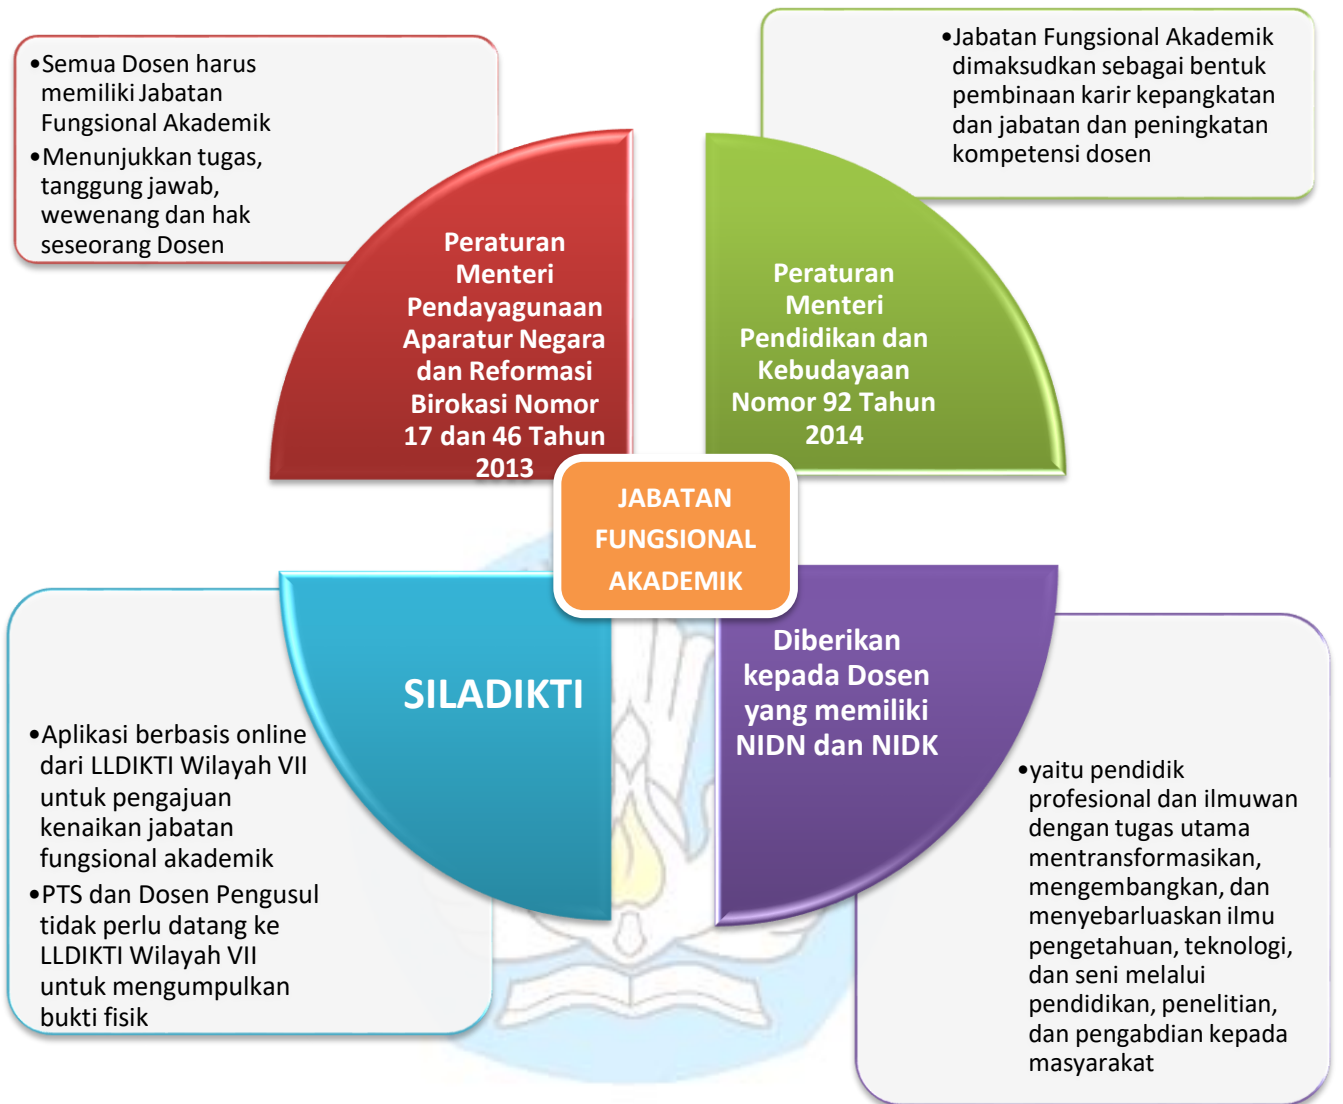 •Semua Dosen harus
memiliki Jabatan
Fungsional Akademik
•Menunjukkan tugas,
tanggung jawab,
wewenang dan hak
seseorang Dosen
Peraturan
Menteri
Pendayagunaan
Aparatur Negara
dan Reformasi
Birokasi Nomor
17 dan 46 Tahun
2013
•Jabatan Fungsional Akademik
dimaksudkan sebagai bentuk
pembinaan karir kepangkatan
dan jabatan dan peningkatan
kompetensi dosen
Peraturan
Menteri
Pendidikan dan
Kebudayaan
Nomor 92 Tahun
2014
JABATAN
FUNGSIONAL
AKADEMIK
SILADIKTI
•Aplikasi berbasis online
dari LLDIKTI Wilayah VII
untuk pengajuan
kenaikan jabatan
fungsional akademik
•PTS dan Dosen Pengusul
tidak perlu datang ke
LLDIKTI Wilayah VII
untuk mengumpulkan
bukti fisik
Diberikan
kepada Dosen
yang memiliki
NIDN dan NIDK
•yaitu pendidik
profesional dan ilmuwan
dengan tugas utama
mentransformasikan,
mengembangkan, dan
menyebarluaskan ilmu
pengetahuan, teknologi,
dan seni melalui
pendidikan, penelitian,
dan pengabdian kepada
masyarakat